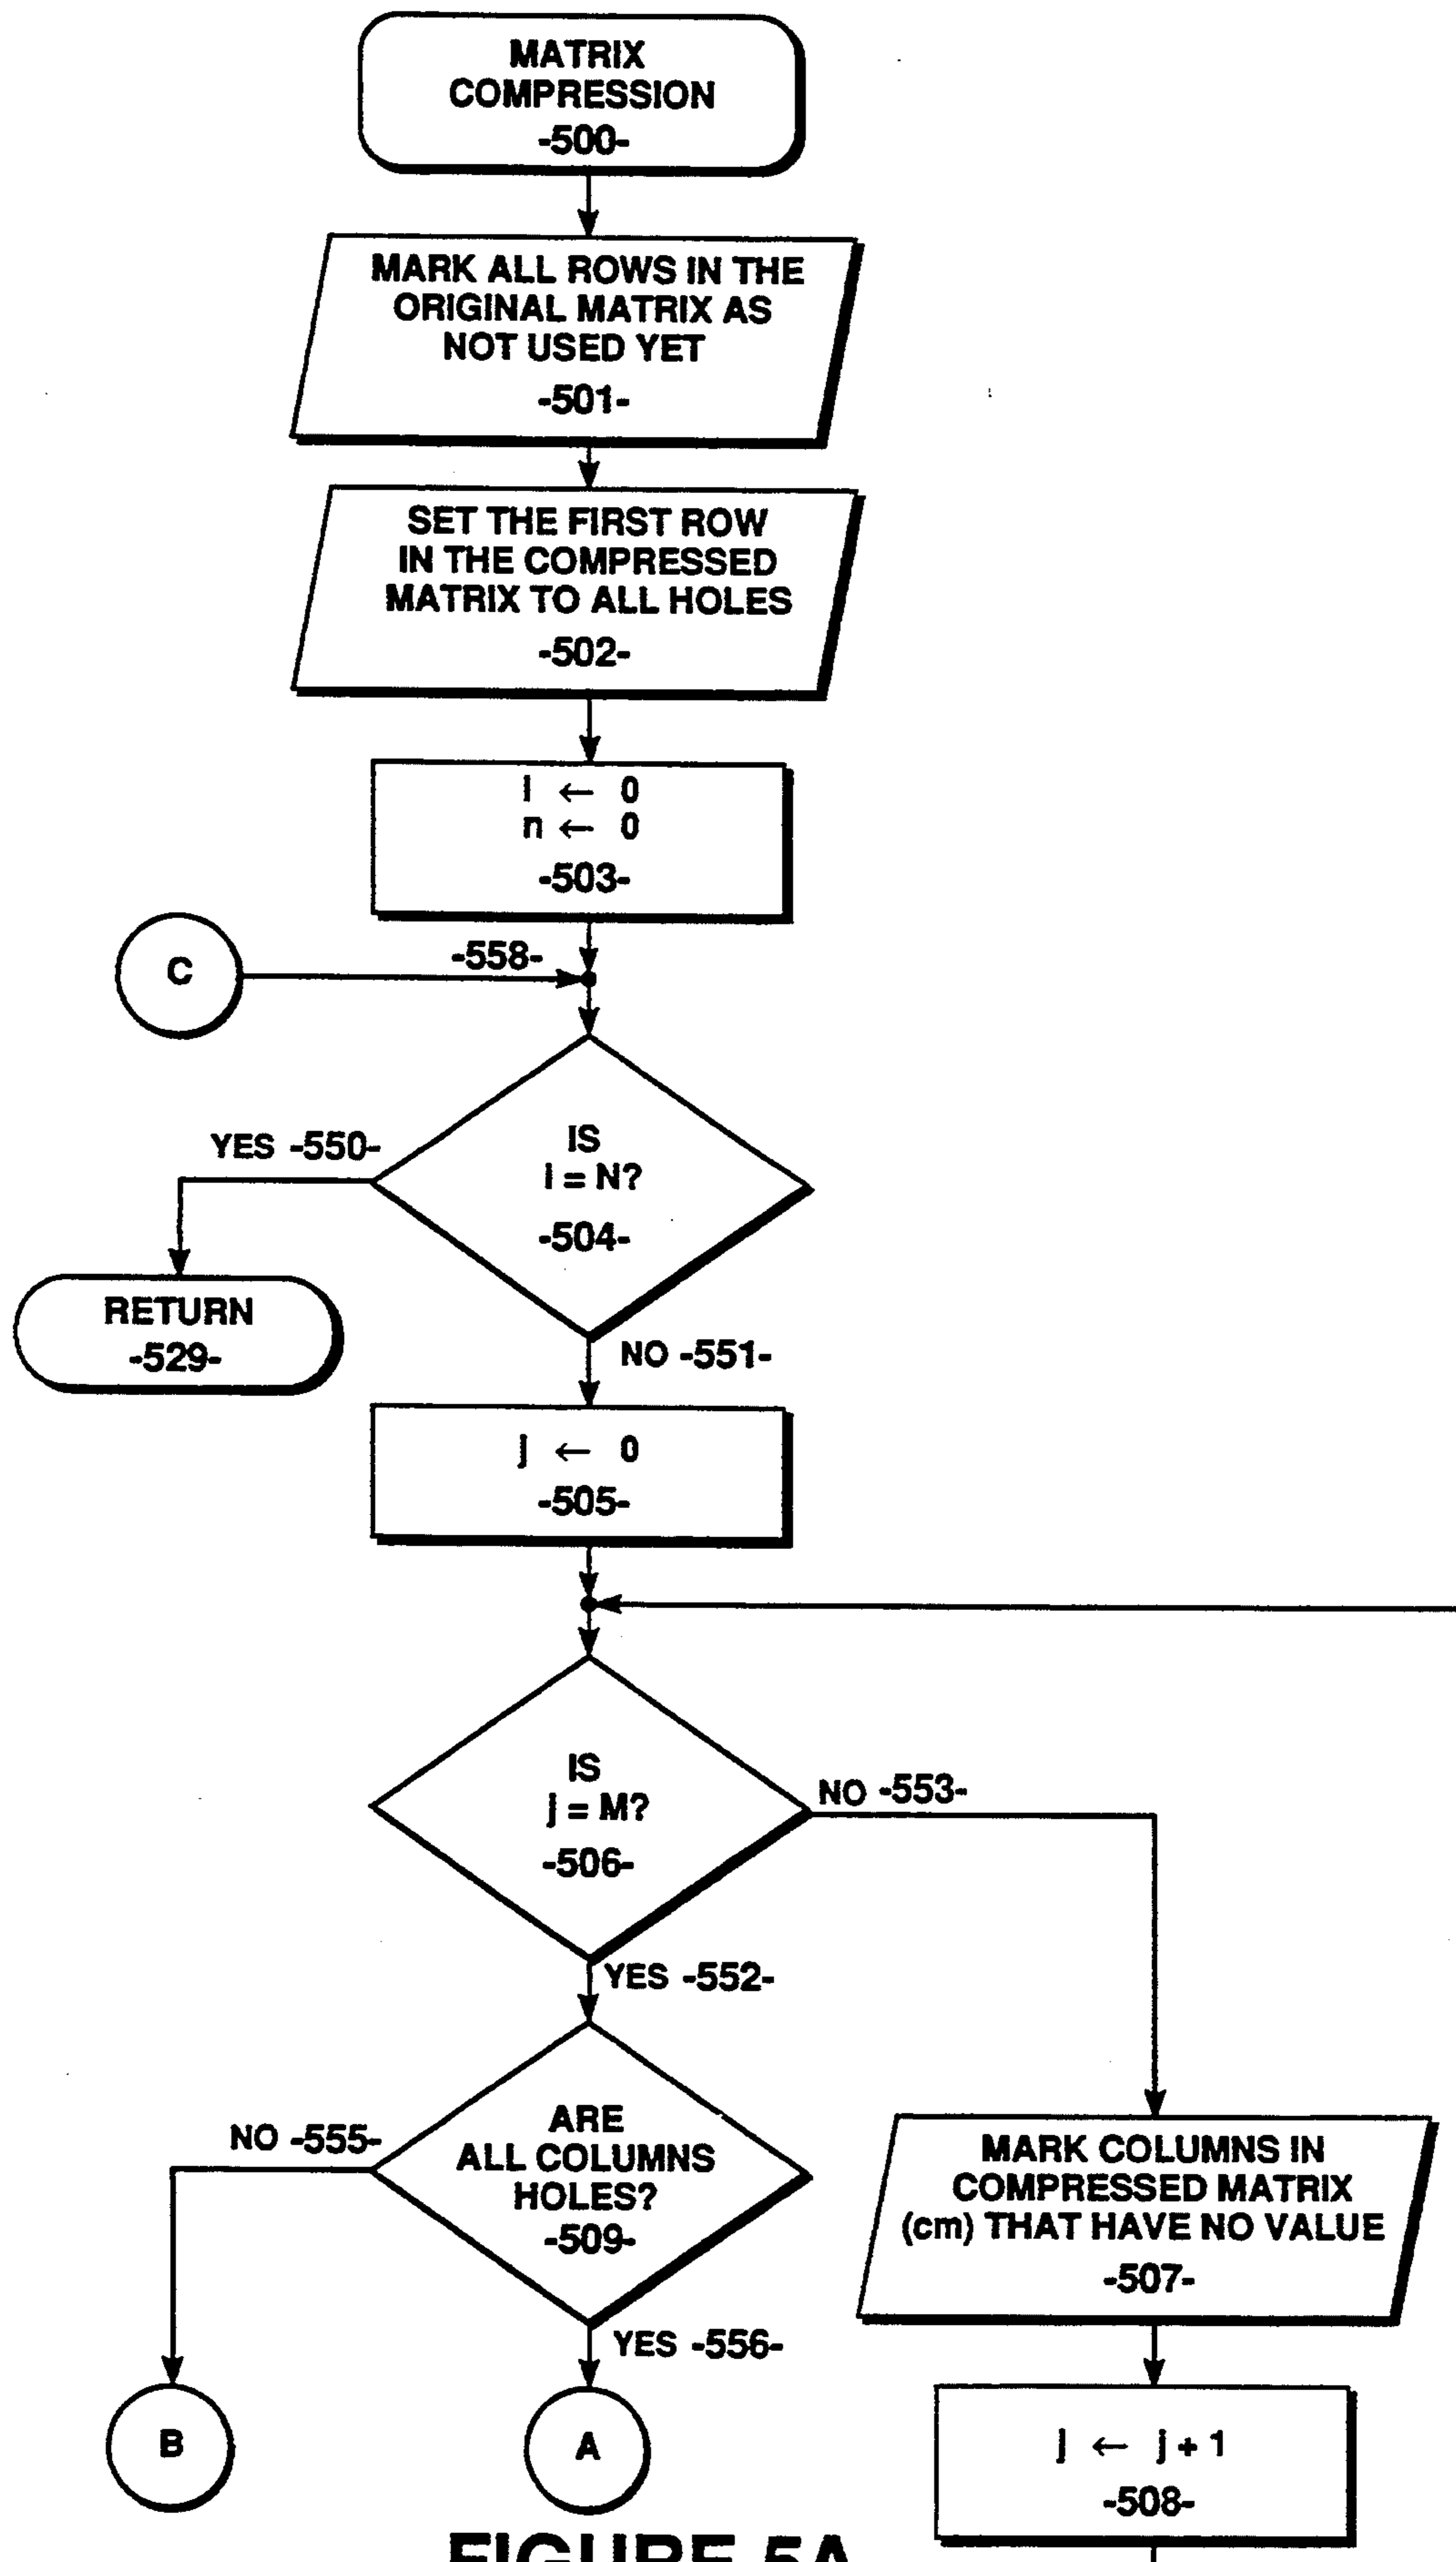 MATRIX
COMPRESSION
-500-
MARK ALL ROWS IN THE
ORIGINAL MATRIX AS
NOT USED YET
-501-
SET THE FIRST ROW
IN THE COMPRESSED
MATRIX TO ALL HOLES
-502-
i ← 0
n ← 0
-503-
C
-558-
IS
i = N?
-504-
YES -550-
RETURN
-529-
NO -551-
j ← 0
-505-
IS
j = M?
-506-
NO -553-
YES -552-
ARE
ALL COLUMNS
HOLES?
-509-
NO -555-
MARK COLUMNS IN
COMPRESSED MATRIX
(cm) THAT HAVE NO VALUE
-507-
YES -556-
B
A
j ← j + 1
-508-
FIGURE 5A